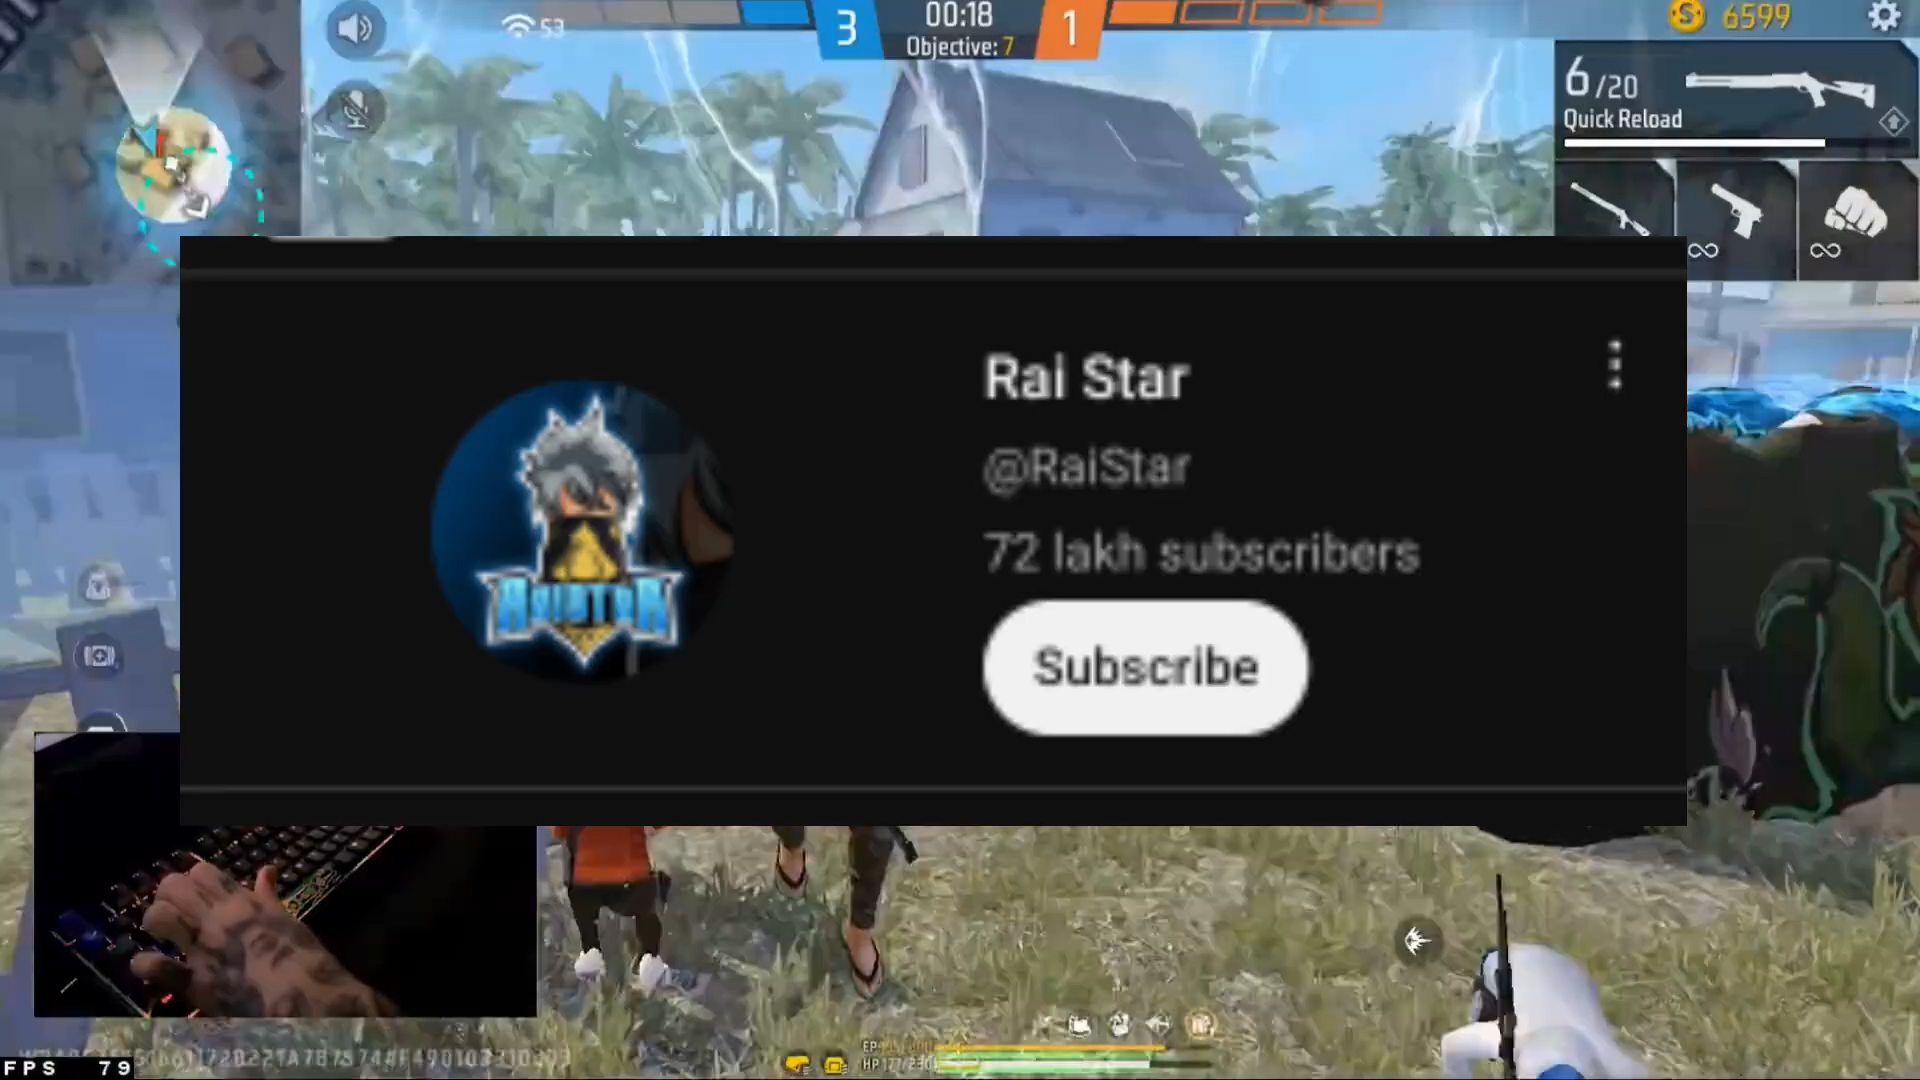 53
3
00:18
Objective: 7
1
6599
6/20
Quick Reload
Rai Star
@RaiStar
72 lakh subscribers
Subscribe
FPS 79